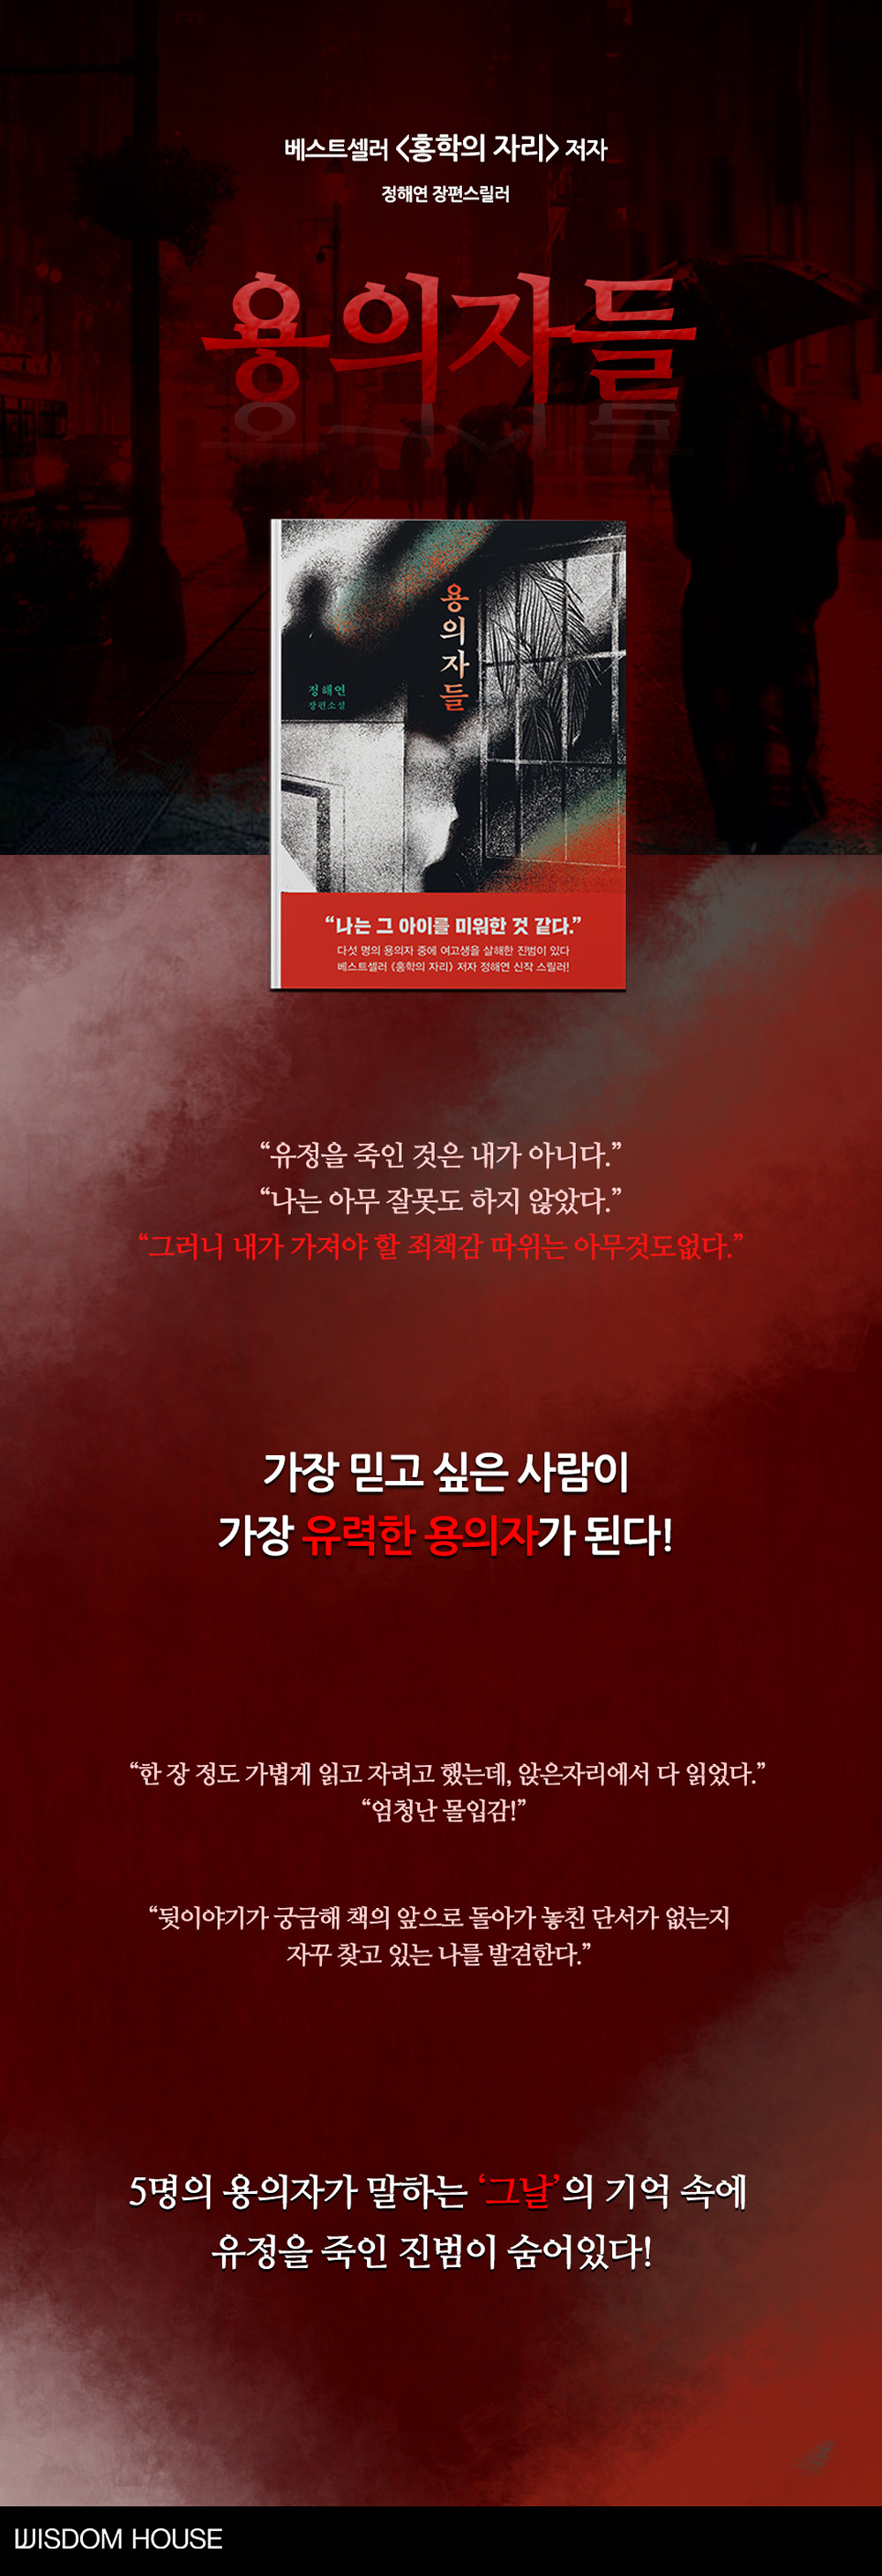 베스트셀러 <홍학의 자리> 저자
정해연 장편스릴러
용의자들
용의자들
정해연
장편소설
“나는 그 아이를 미워한 것 같다.”
다섯 명의 용의자 중에 여고생을 살해한 진범이 있다
베스트셀러 <홍학의 자리> 저자 정해연 신작 스릴러!
“유정을 죽인 것은 내가 아니다.”
“나는 아무 잘못도 하지 않았다.”
“그러니 내가 가져야 할 죄책감 따위는 아무것도없다.”
가장 믿고 싶은 사람이
가장 유력한 용의자가 된다!
“한 장 정도 가볍게 읽고 자려고 했는데, 앉은자리에서 다 읽었다.”
“엄청난 몰입감!”
“뒷이야기가 궁금해 책의 앞으로 돌아가 놓친 단서가 없는지
자꾸 찾고 있는 나를 발견한다.”
5명의 용의자가 말하는 ‘그날’의 기억 속에
유정을 죽인 진범이 숨어있다!
WISDOM HOUSE